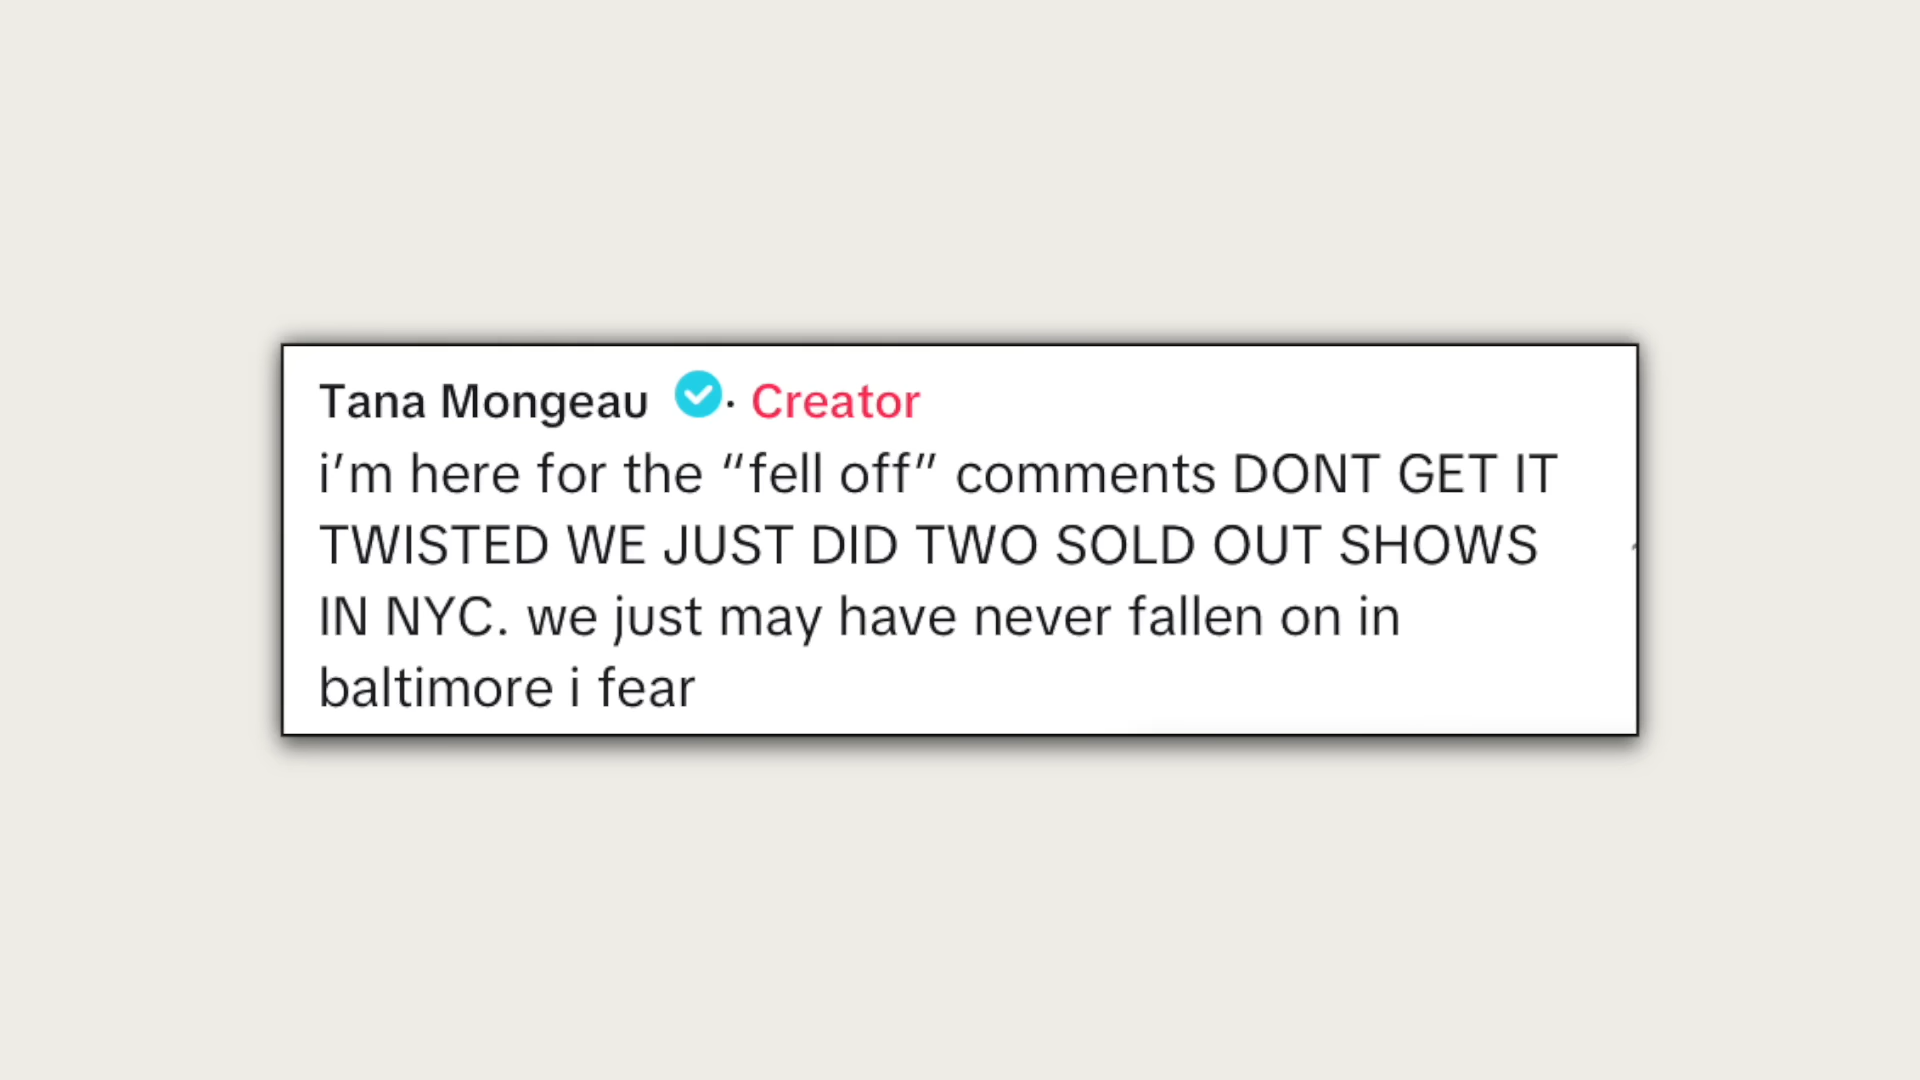 Tana Mongeau · Creator
i’m here for the “fell off” comments DONT GET IT
TWISTED WE JUST DID TWO SOLD OUT SHOWS
IN NYC. we just may have never fallen on in
baltimore i fear